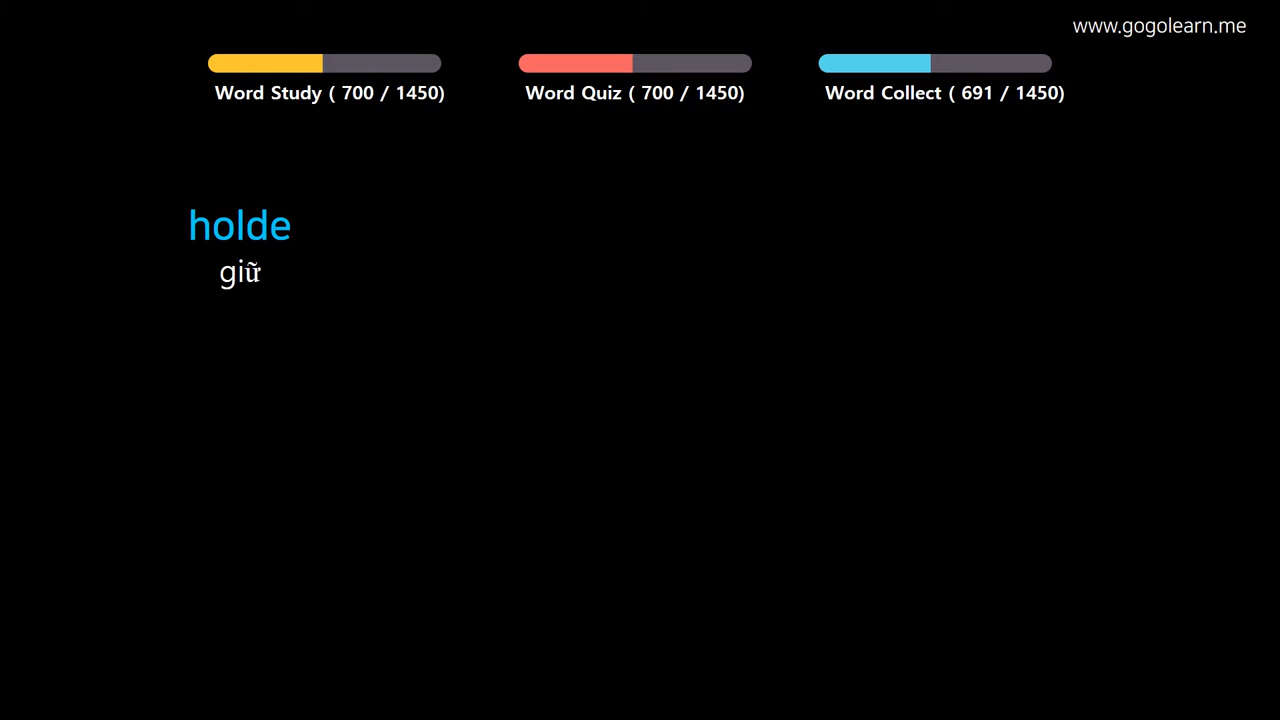 www.gogolearn.me
Word Study ( 700 / 1450)
Word Quiz ( 700 / 1450)
Word Collect ( 691 / 1450)
holde
giữ